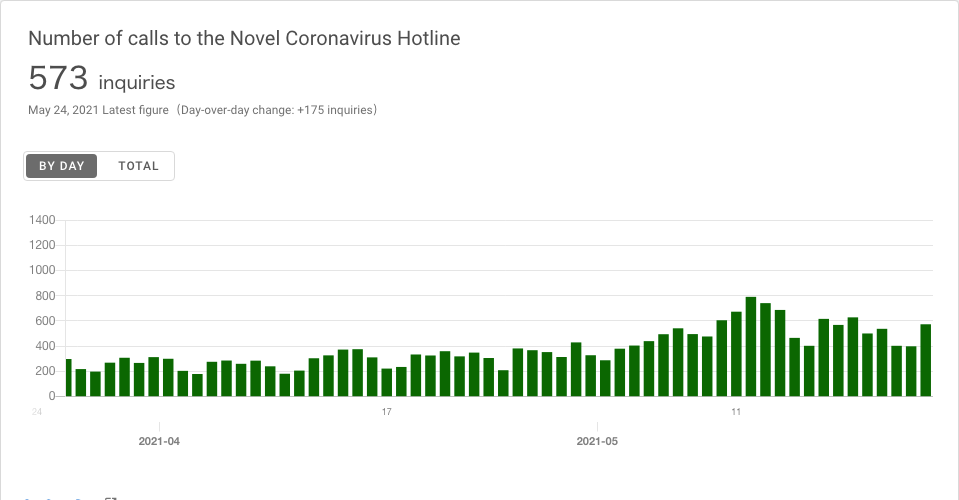 Number of calls to the Novel Coronavirus Hotline
573 inquiries
May 24, 2021 Latest figure（Day-over-day change: +175 inquiries）
BY DAY TOTAL
1400
1200
1000
800
600
400
200
0
24 17 11
2021-04 2021-05